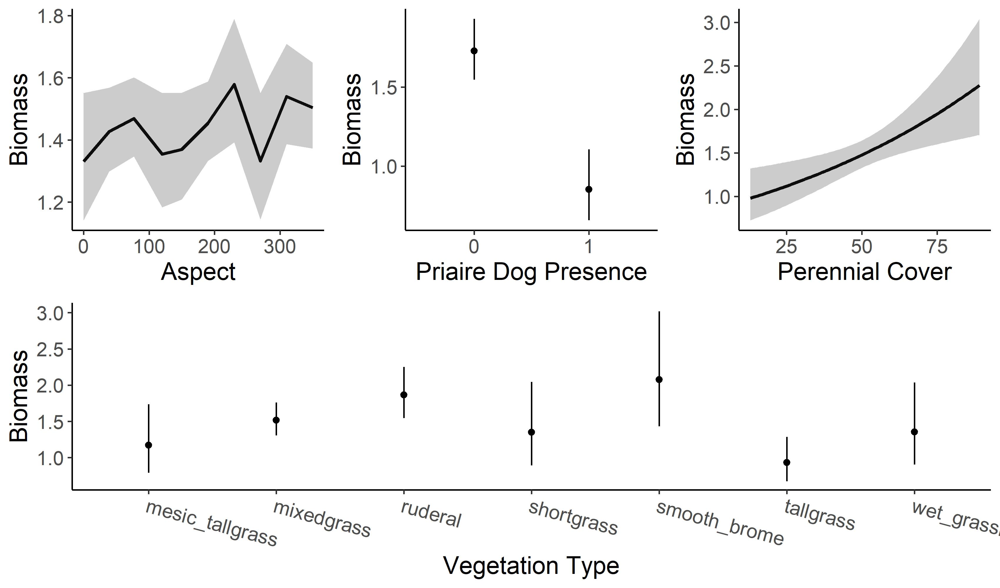 1.8
1.6
1.4
1.2
Biomass
0 100 200 300
Aspect
1.5
1.0
Biomass
0 1
Priaire Dog Presence
3.0
2.5
2.0
1.5
1.0
Biomass
25 50 75
Perennial Cover
3.0
2.5
2.0
1.5
1.0
Biomass
mesic_tallgrass mixedgrass ruderal shortgrass smooth_brome tallgrass
Vegetation Type